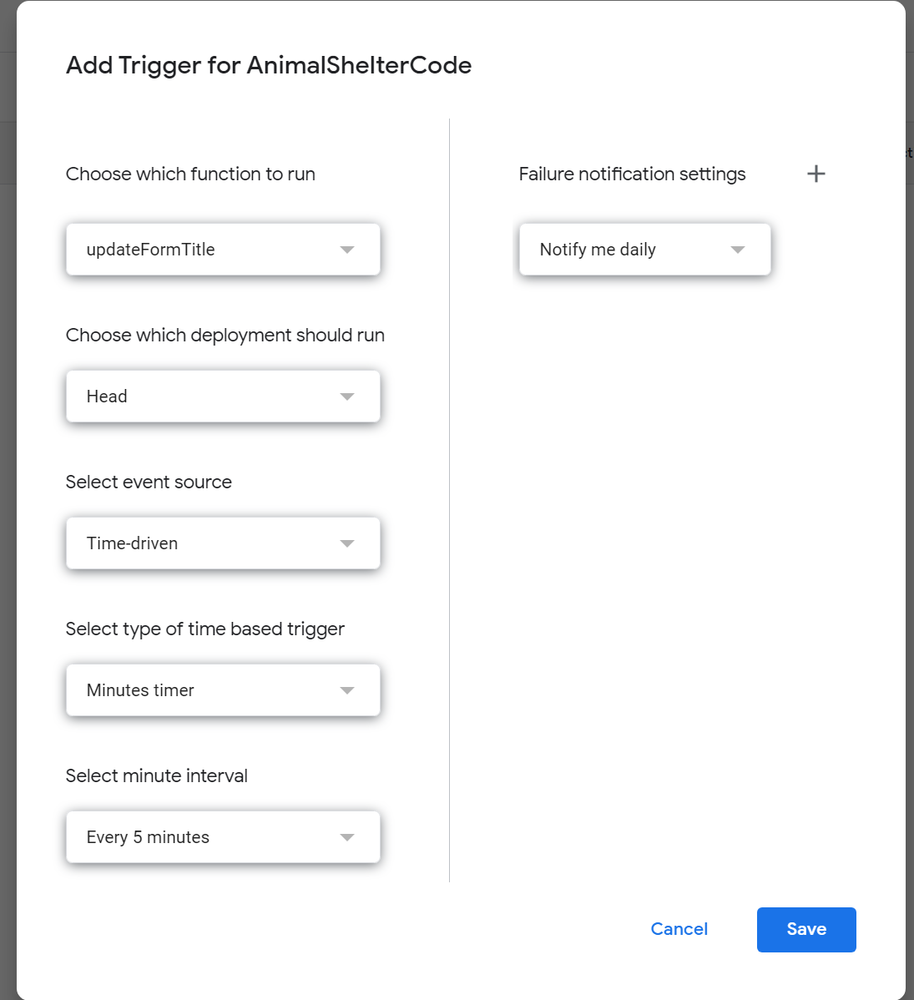 Add Trigger for AnimalShelterCode
Choose which function to run
updateFormTitle
Choose which deployment should run
Head
Select event source
Time-driven
Select type of time based trigger
Minutes timer
Select minute interval
Every 5 minutes
Failure notification settings
Notify me daily
Cancel
Save